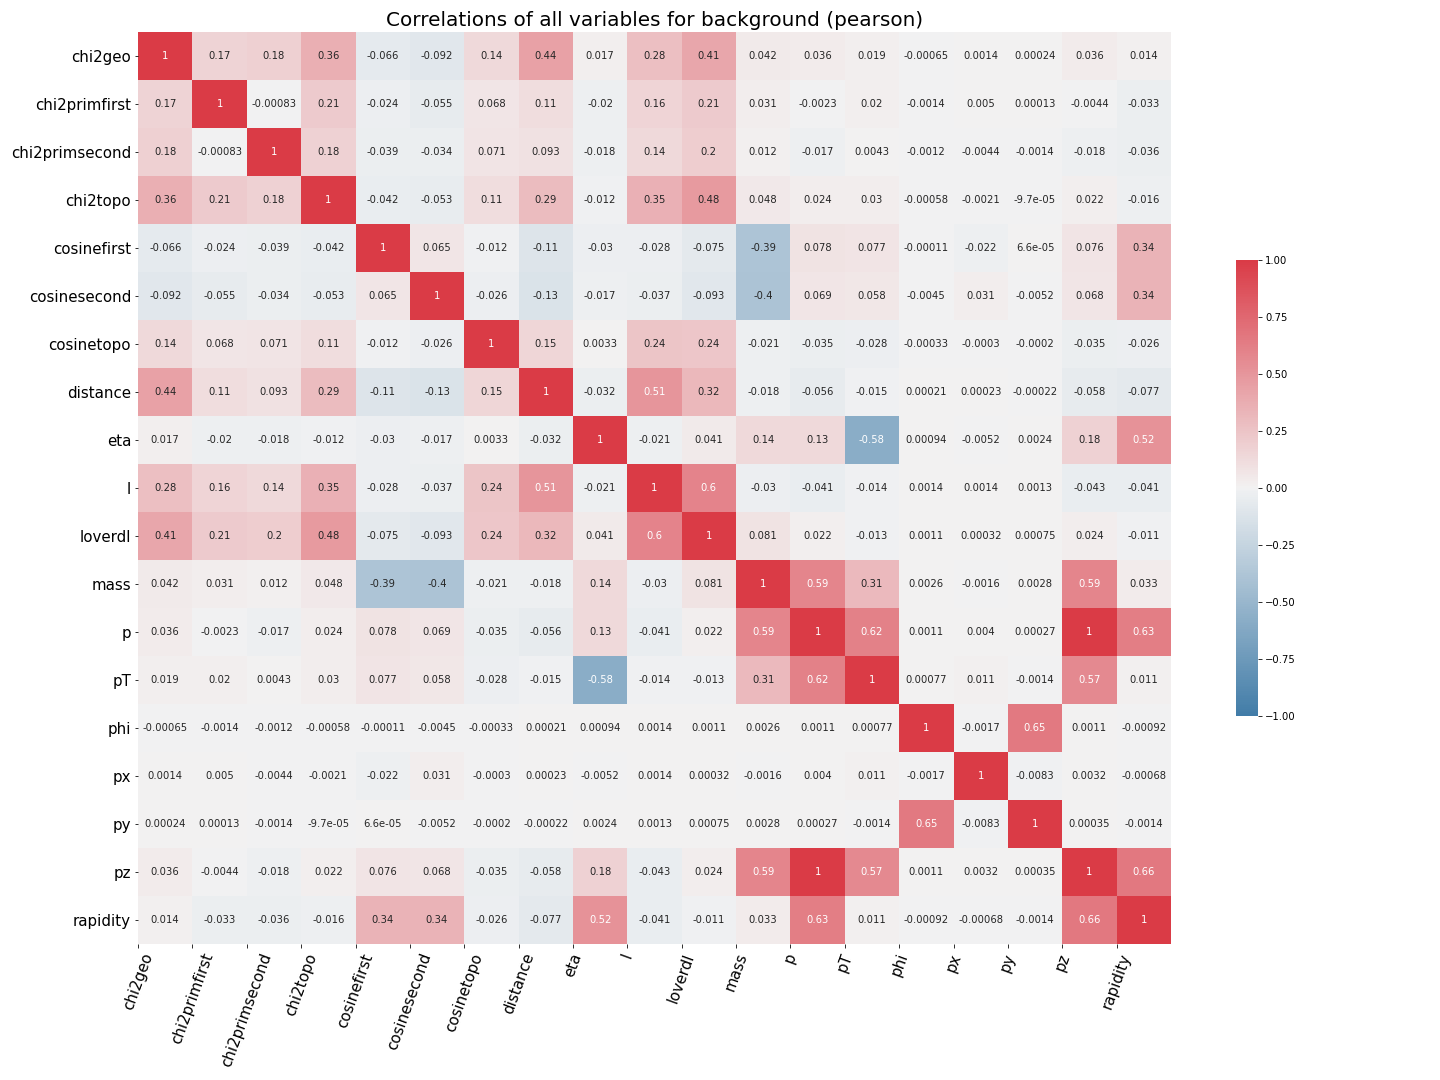 Correlations of all variables for background (pearson)
chi2geo 1 0.17 0.18 0.36 -0.066 -0.092 0.14 0.44 0.017 0.28 0.41 0.042 0.036 0.019 -0.00065 0.0014 0.00024 0.036 0.014
chi2primfirst 0.17 1 -0.00083 0.21 -0.024 -0.055 0.068 0.11 -0.02 0.16 0.21 0.031 -0.0023 0.02 -0.0014 0.005 0.00013 -0.0044 -0.033
chi2primsecond 0.18 -0.00083 1 0.18 -0.039 -0.034 0.071 0.093 -0.018 0.14 0.2 0.012 -0.017 0.0043 -0.0012 -0.0044 -0.0014 -0.018 -0.036
chi2topo 0.36 0.21 0.18 1 -0.042 -0.053 0.11 0.29 -0.012 0.35 0.48 0.048 0.024 0.03 -0.00058 -0.0021 -9.7e-05 0.022 -0.016
cosinefirst -0.066 -0.024 -0.039 -0.042 1 0.065 -0.012 -0.11 -0.03 -0.028 -0.075 -0.39 0.078 0.077 -0.00011 -0.022 6.6e-05 0.076 0.34
cosinesecond -0.092 -0.055 -0.034 -0.053 0.065 1 -0.026 -0.13 -0.017 -0.037 -0.093 -0.4 0.069 0.058 -0.0045 0.031 -0.0052 0.068 0.34
cosinetopo 0.14 0.068 0.071 0.11 -0.012 -0.026 1 0.15 0.0033 0.24 0.24 -0.021 -0.035 -0.028 -0.00033 -0.0003 -0.0002 -0.035 -0.026
distance 0.44 0.11 0.093 0.29 -0.11 -0.13 0.15 1 -0.032 0.51 0.32 -0.018 -0.056 -0.015 0.00021 0.00023 -0.00022 -0.058 -0.077
eta 0.017 -0.02 -0.018 -0.012 -0.03 -0.017 0.0033 -0.032 1 -0.021 0.041 0.14 0.13 -0.58 0.00094 -0.0052 0.0024 0.18 0.52
l 0.28 0.16 0.14 0.35 -0.028 -0.037 0.24 0.51 -0.021 1 0.6 -0.03 -0.041 -0.014 0.0014 0.0014 0.0013 -0.043 -0.041
loverdl 0.41 0.21 0.2 0.48 -0.075 -0.093 0.24 0.32 0.041 0.6 1 0.081 0.022 -0.013 0.0011 0.00032 0.00075 0.024 -0.011
mass 0.042 0.031 0.012 0.048 -0.39 -0.4 -0.021 -0.018 0.14 -0.03 0.081 1 0.59 0.31 0.0026 -0.0016 0.0028 0.59 0.033
p 0.036 -0.0023 -0.017 0.024 0.078 0.069 -0.035 -0.056 0.13 -0.041 0.022 0.59 1 0.62 0.0011 0.004 0.00027 1 0.63
pT 0.019 0.02 0.0043 0.03 0.077 0.058 -0.028 -0.015 -0.58 -0.014 -0.013 0.31 0.62 1 0.00077 0.011 -0.0014 0.57 0.011
phi -0.00065 -0.0014 -0.0012 -0.00058 -0.00011 -0.0045 -0.00033 0.00021 0.00094 0.0014 0.0011 0.0026 0.0011 0.00077 1 -0.0017 0.65 0.0011 -0.00092
px 0.0014 0.005 -0.0044 -0.0021 -0.022 0.031 -0.0003 0.00023 -0.0052 0.0014 0.00032 -0.0016 0.004 0.011 -0.0017 1 -0.0083 0.0032 -0.00068
py 0.00024 0.00013 -0.0014 -9.7e-05 6.6e-05 -0.0052 -0.0002 -0.00022 0.0024 0.0013 0.00075 0.0028 0.00027 -0.0014 0.65 -0.0083 1 0.00035 -0.0014
pz 0.036 -0.0044 -0.018 0.022 0.076 0.068 -0.035 -0.058 0.18 -0.043 0.024 0.59 1 0.57 0.0011 0.0032 0.00035 1 0.66
rapidity 0.014 -0.033 -0.036 -0.016 0.34 0.34 -0.026 -0.077 0.52 -0.041 -0.011 0.033 0.63 0.011 -0.00092 -0.00068 -0.0014 0.66 1
chi2geo chi2primfirst chi2primsecond chi2topo cosinefirst cosinesecond cosinetopo distance eta l loverdl mass p pT phi px py pz rapidity
1.00
0.75
0.50
0.25
0.00
−0.25
−0.50
−0.75
−1.00